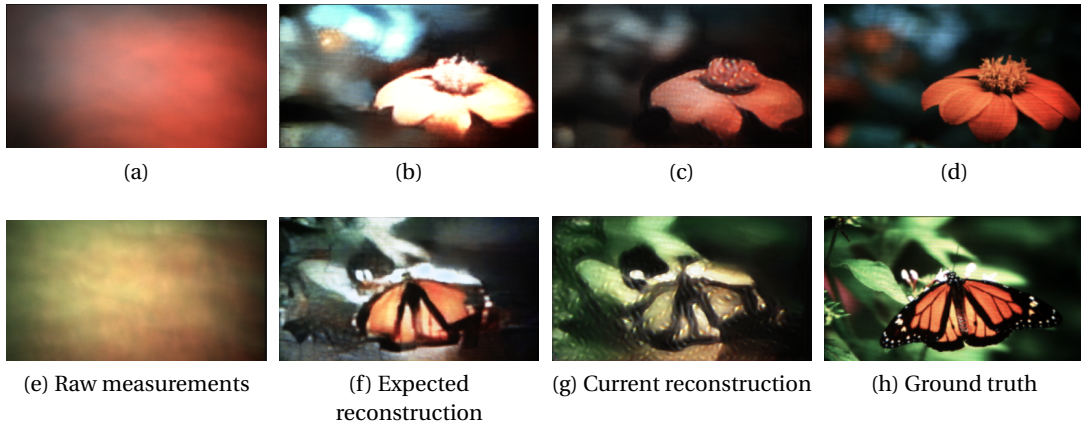 (a)
(b)
(c)
(d)
(e) Raw measurements
(f) Expected
reconstruction
(g) Current reconstruction
(h) Ground truth